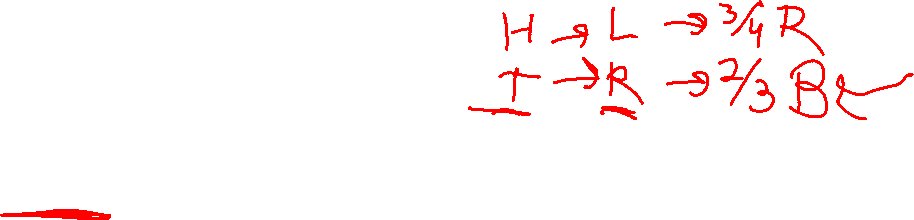 H → L → 3/4 R
T → R → 2/3 B